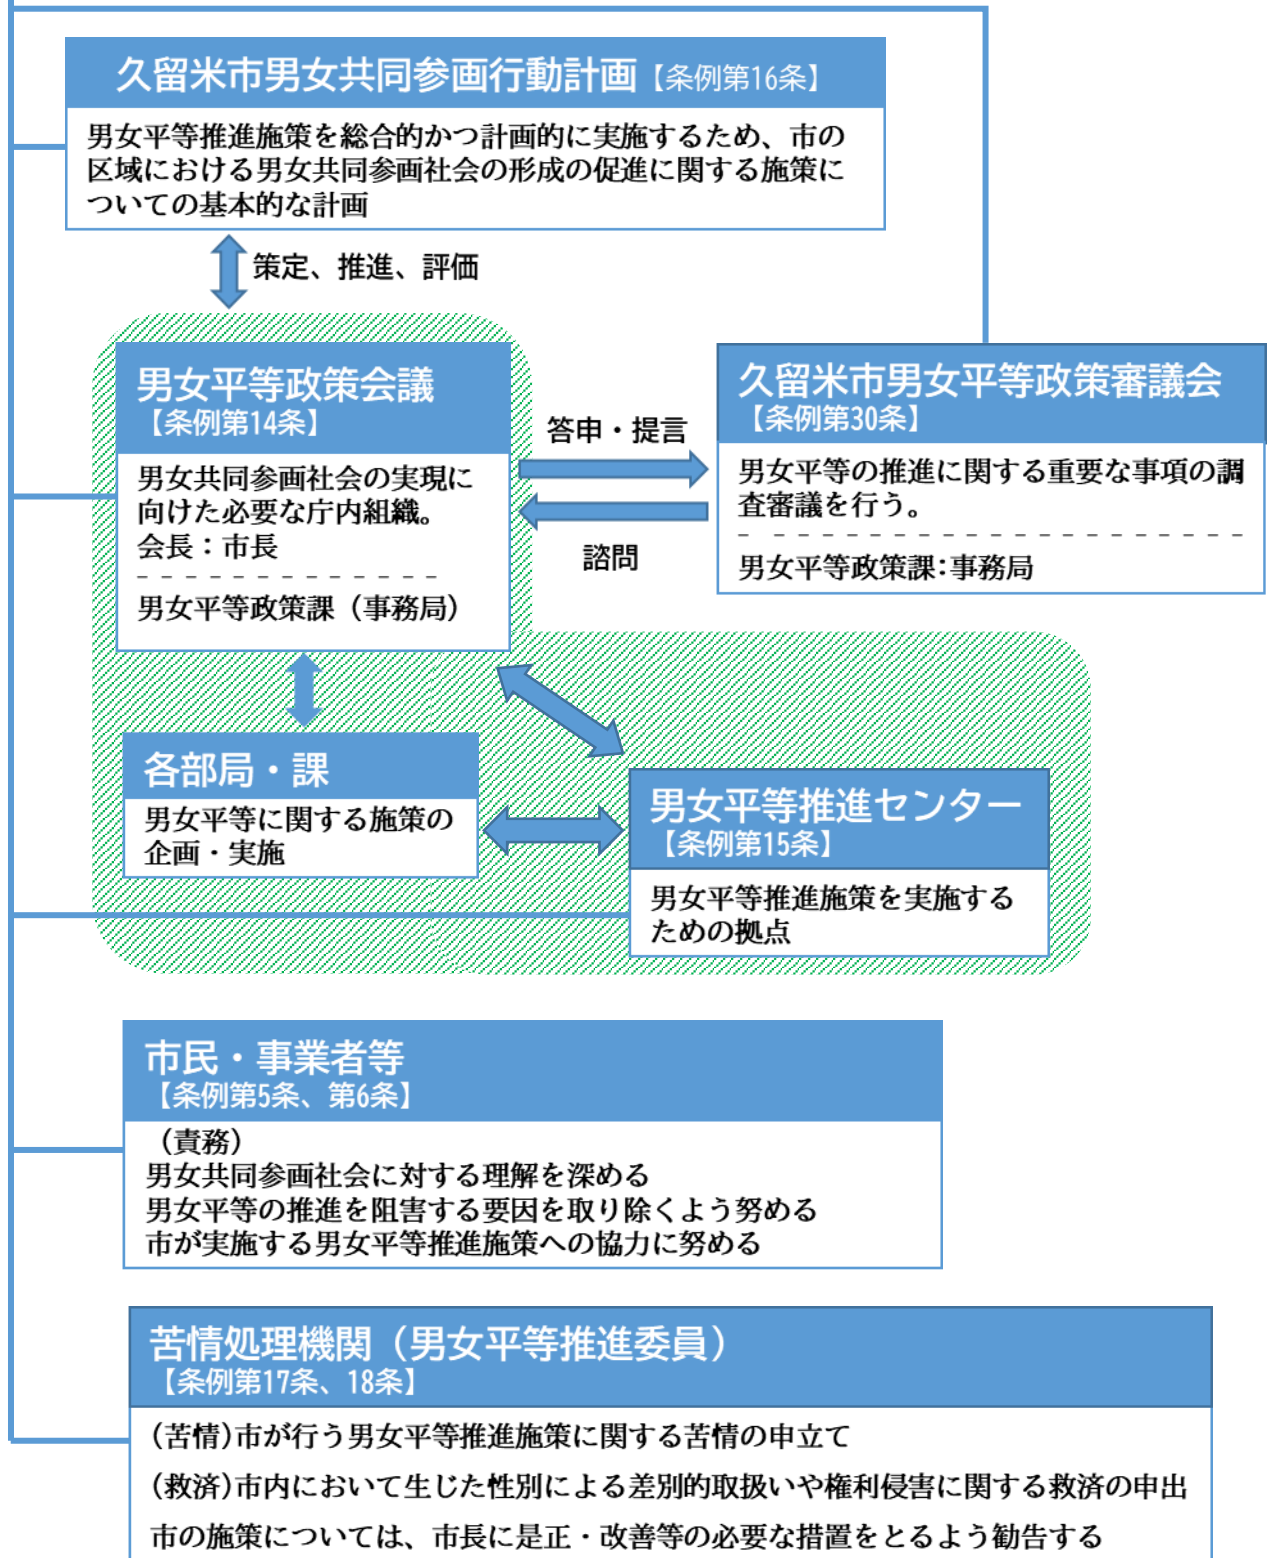 久留米市男女共同参画行動計画【条例第16条】
男女平等推進施策を総合的かつ計画的に実施するため、市の
区域における男女共同参画社会の形成の促進に関する施策に
ついての基本的な計画
策定、推進、評価
男女平等政策会議
【条例第14条】
男女共同参画社会の実現に
向けた必要な庁内組織。
会長：市長
男女平等政策課（事務局）
答申・提言
諮問
久留米市男女平等政策審議会
【条例第30条】
男女平等の推進に関する重要な事項の調
査審議を行う。
男女平等政策課：事務局
各部局・課
男女平等に関する施策の
企画・実施
男女平等推進センター
【条例第15条】
男女平等推進施策を実施する
ための拠点
市民・事業者等
【条例第5条、第6条】
（責務）
男女共同参画社会に対する理解を深める
男女平等の推進を阻害する要因を取り除くよう努める
市が実施する男女平等推進施策への協力に努める
苦情処理機関（男女平等推進委員）
【条例第17条、18条】
（苦情）市が行う男女平等推進施策に関する苦情の申立て
（救済）市内において生じた性別による差別的取扱いや権利侵害に関する救済の申出
市の施策については、市長に是正・改善等の必要な措置をとるよう勧告する